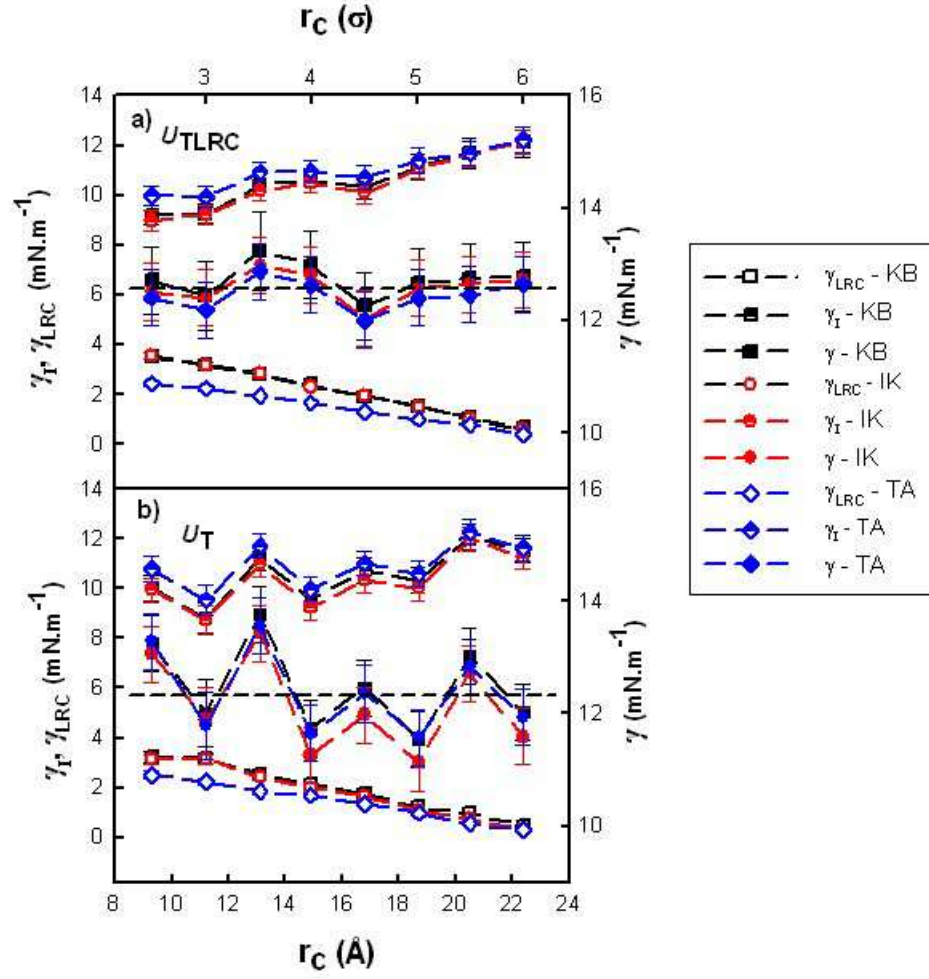 r_C (σ)
3 4 5 6
14 16
a) U_TLRC
12
10 14
8
6 12
4
2 10
0
γ_I, γ_LRC (mN.m⁻¹)
γ (mN.m⁻¹)
14 16
b) U_T
12
10 14
8
6 12
4
2 10
0
γ_I, γ_LRC (mN.m⁻¹)
γ (mN.m⁻¹)
8 10 12 14 16 18 20 22 24
r_C (Å)
γ_LRC - KB
γ_I - KB
γ - KB
γ_LRC - IK
γ_I - IK
γ - IK
γ_LRC - TA
γ_I - TA
γ - TA